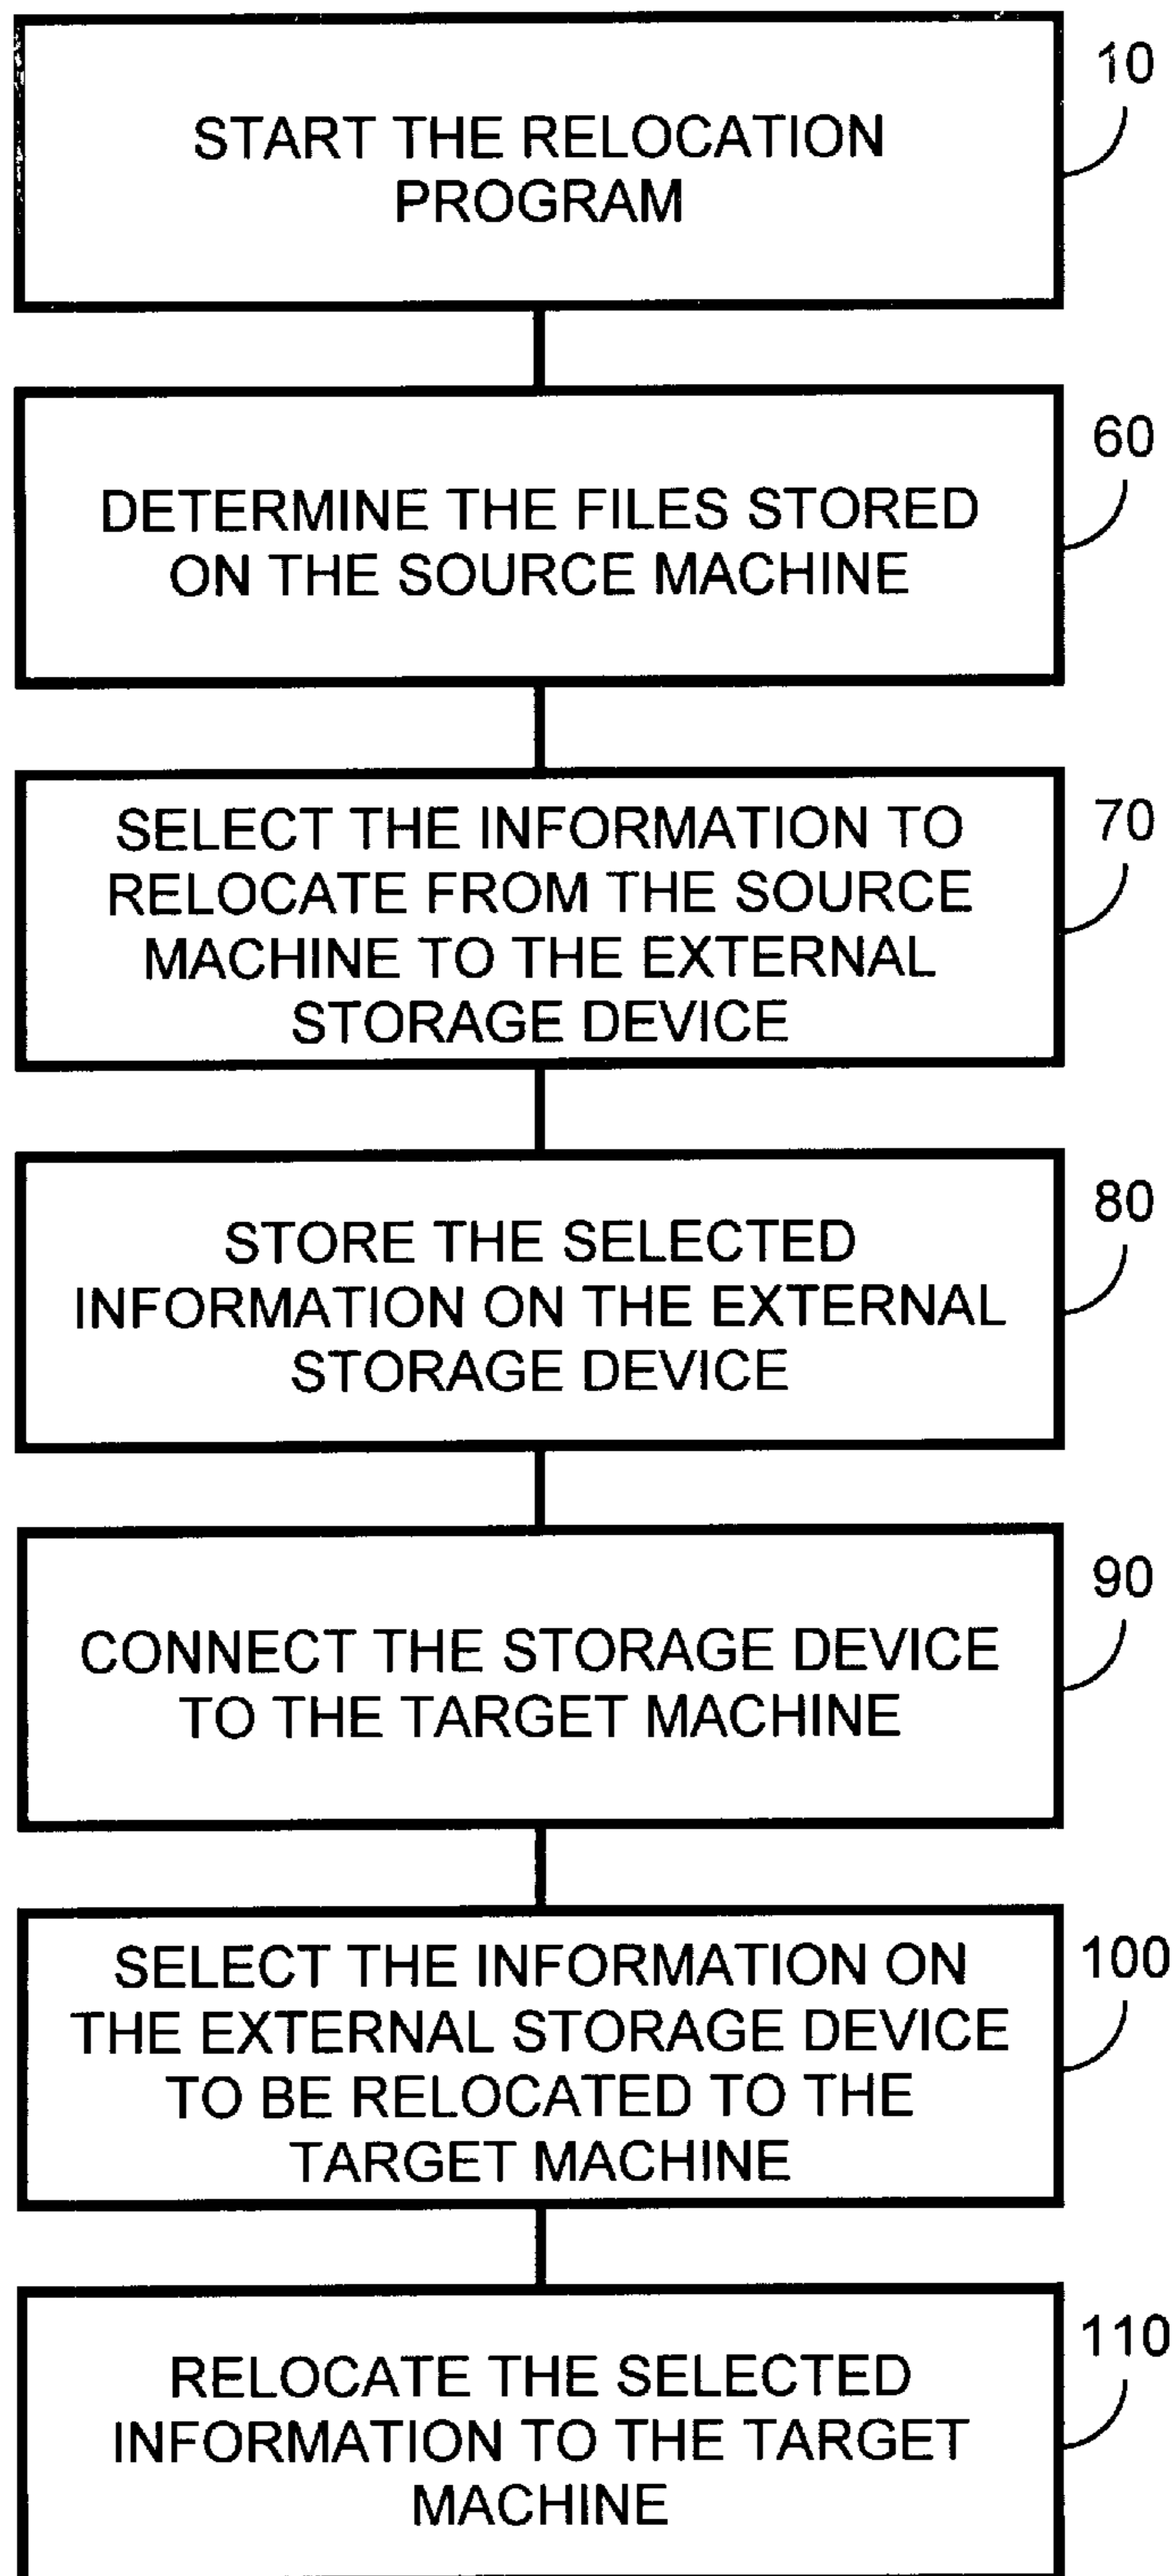 10
START THE RELOCATION
PROGRAM
60
DETERMINE THE FILES STORED
ON THE SOURCE MACHINE
70
SELECT THE INFORMATION TO
RELOCATE FROM THE SOURCE
MACHINE TO THE EXTERNAL
STORAGE DEVICE
80
STORE THE SELECTED
INFORMATION ON THE EXTERNAL
STORAGE DEVICE
90
CONNECT THE STORAGE DEVICE
TO THE TARGET MACHINE
100
SELECT THE INFORMATION ON
THE EXTERNAL STORAGE DEVICE
TO BE RELOCATED TO THE
TARGET MACHINE
110
RELOCATE THE SELECTED
INFORMATION TO THE TARGET
MACHINE